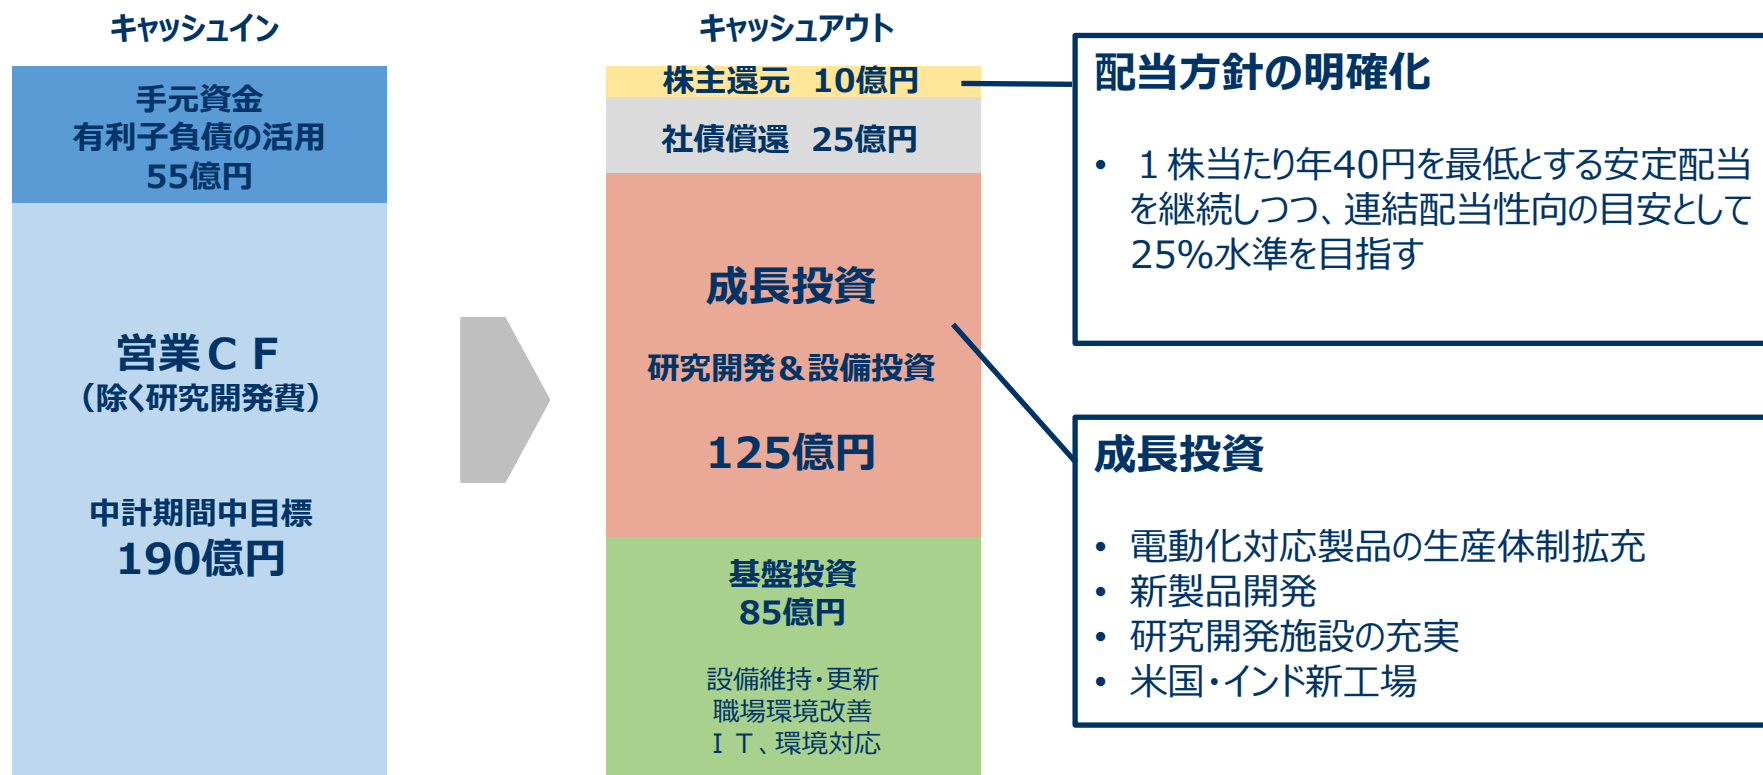 キャッシュイン
手元資金
有利子負債の活用
55億円
営業ＣＦ
（除く研究開発費）
中計期間中目標
190億円
キャッシュアウト
株主還元 10億円
社債償還 25億円
成長投資
研究開発＆設備投資
125億円
基盤投資
85億円
設備維持・更新
職場環境改善
ＩＴ、環境対応
配当方針の明確化
• １株当たり年40円を最低とする安定配当
を継続しつつ、連結配当性向の目安として
25%水準を目指す
成長投資
• 電動化対応製品の生産体制拡充
• 新製品開発
• 研究開発施設の充実
• 米国・インド新工場